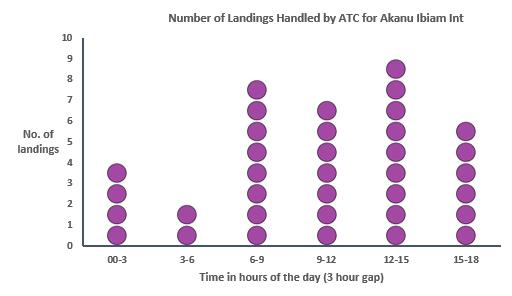 Number of Landings Handled by ATC for Akanu Ibiam Int
10
9
8
7
6
5
4
3
2
1
0
No. of
landings
00-3 3-6 6-9 9-12 12-15 15-18
Time in hours of the day (3 hour gap)